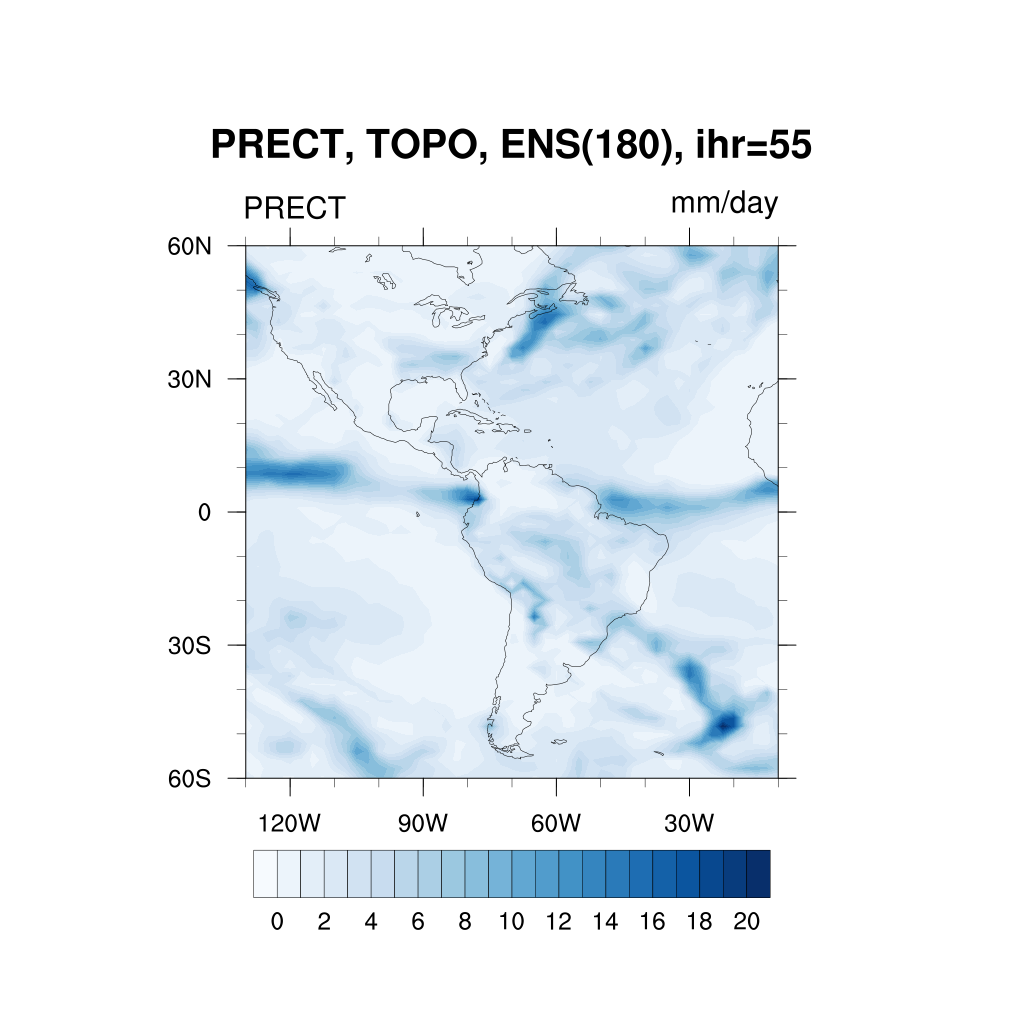 PRECT, TOPO, ENS(180), ihr=55
PRECT mm/day
60N
30N
0
30S
60S
120W 90W 60W 30W
0 2 4 6 8 10 12 14 16 18 20